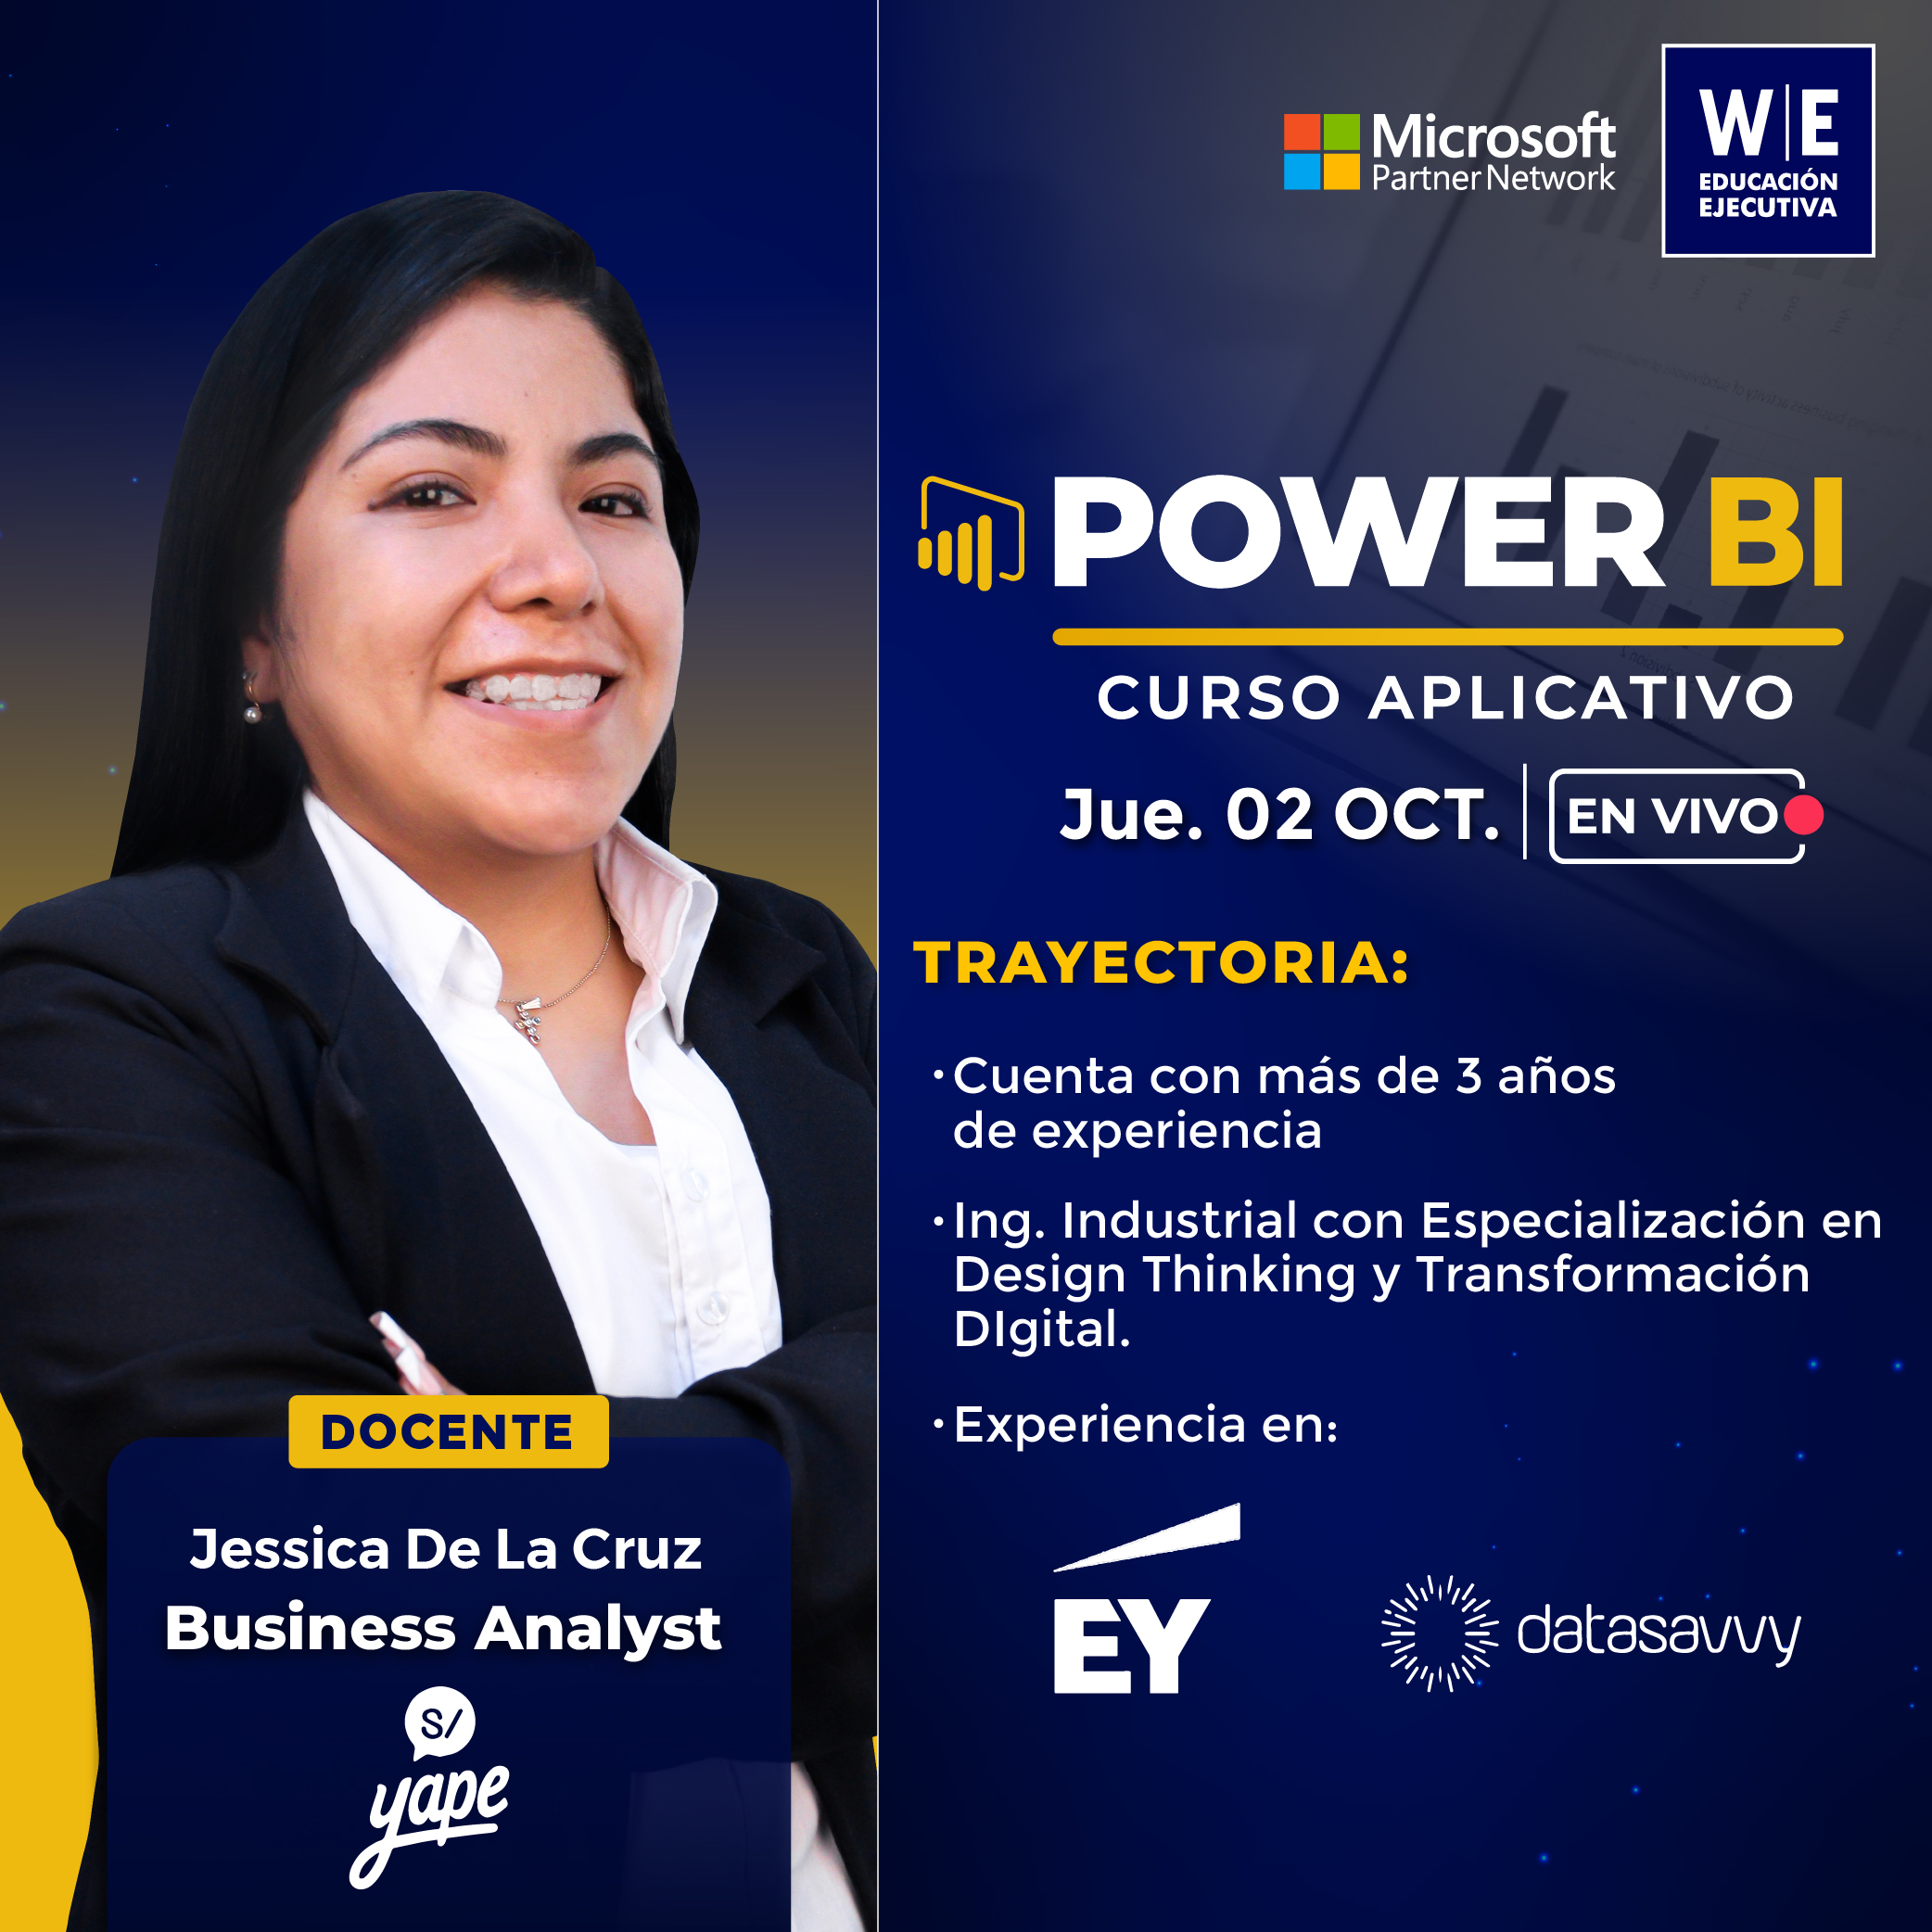 Microsoft
Partner Network
W|E
EDUCACIÓN
EJECUTIVA
POWER BI
CURSO APLICATIVO
Jue. 02 OCT. | EN VIVO
TRAYECTORIA:
· Cuenta con más de 3 años
de experiencia
· Ing. Industrial con Especialización en
Design Thinking y Transformación
DIgital.
· Experiencia en:
EY
datasavvy
DOCENTE
Jessica De La Cruz
Business Analyst
S/
yape